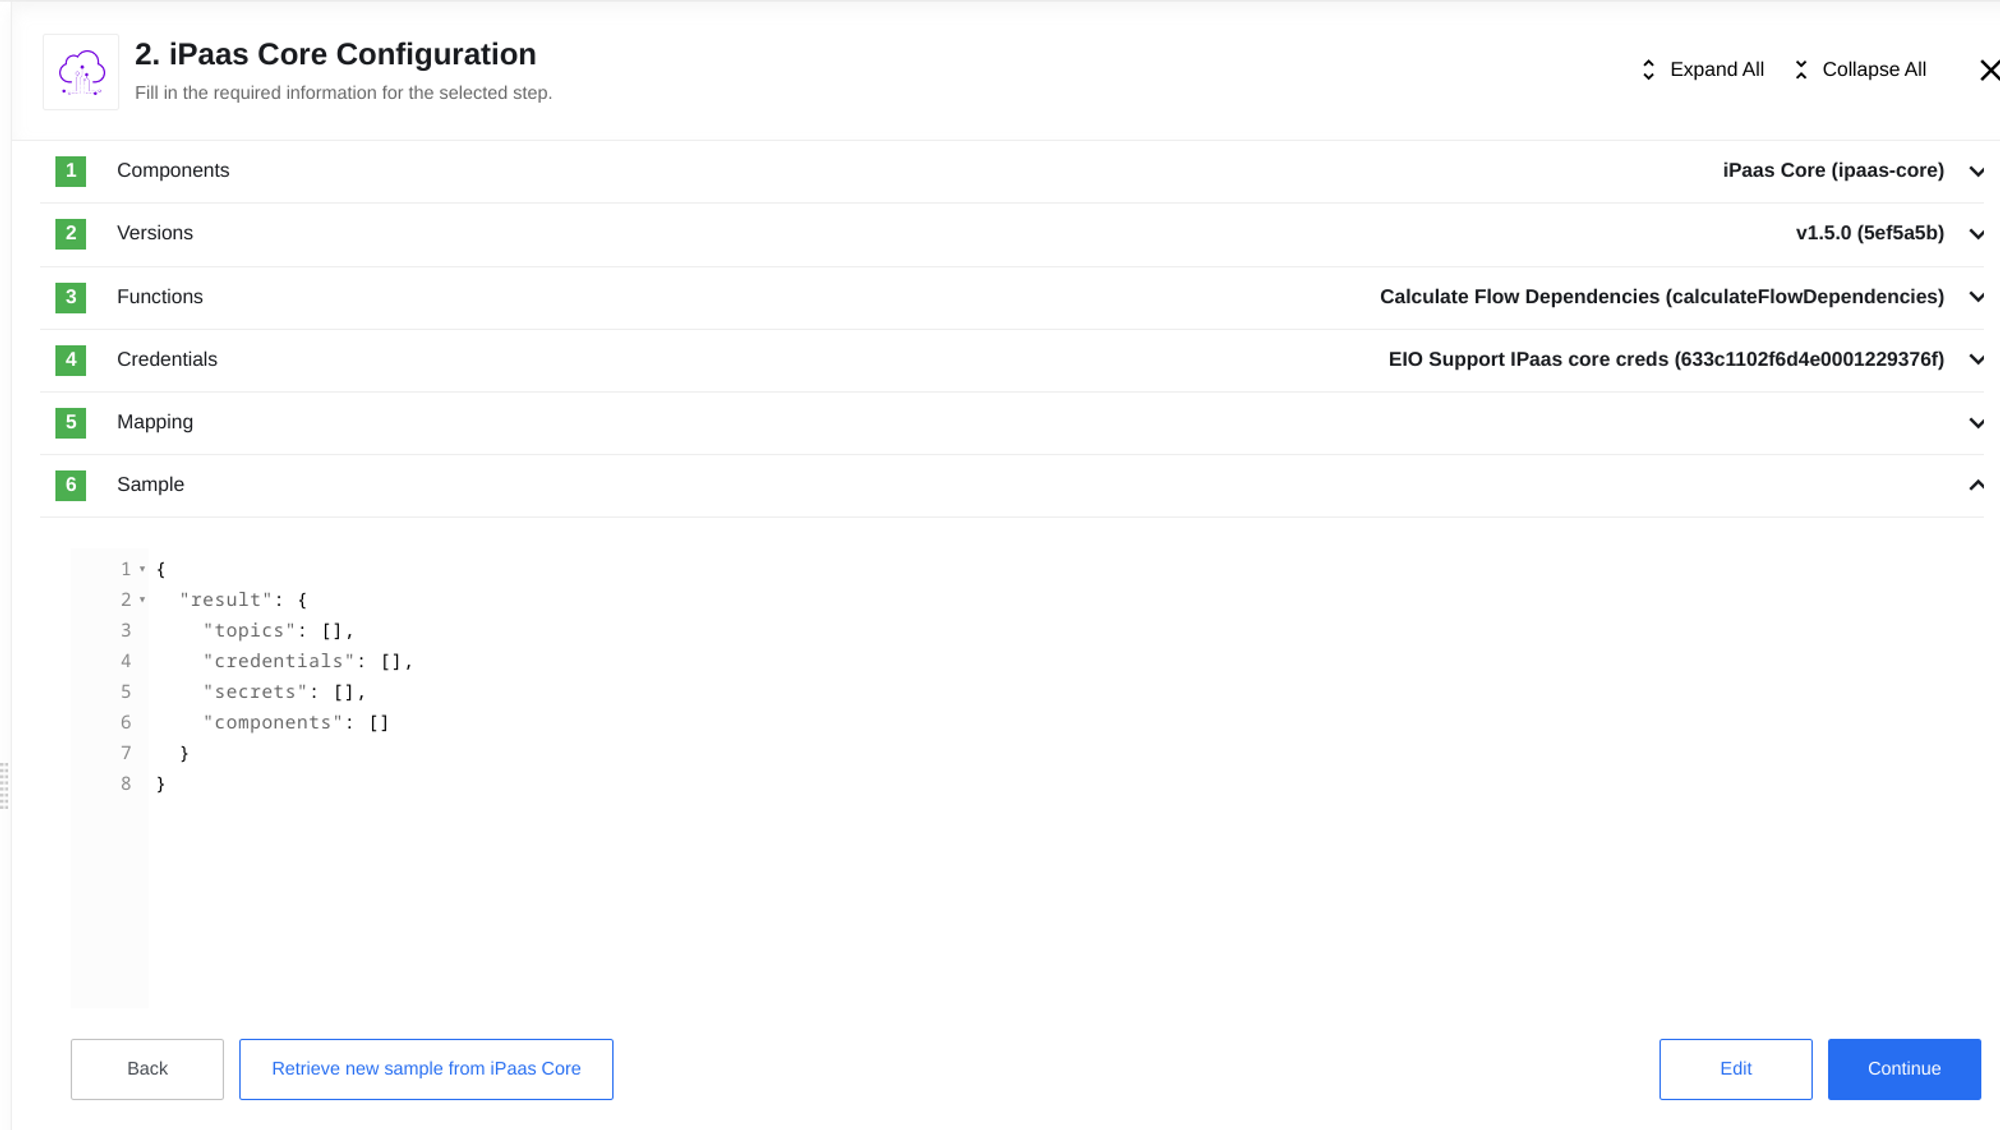 2. iPaas Core Configuration
Fill in the required information for the selected step.
Expand All
Collapse All
1 Components iPaas Core (ipaas-core)
2 Versions v1.5.0 (5ef5a5b)
3 Functions Calculate Flow Dependencies (calculateFlowDependencies)
4 Credentials EIO Support IPaas core creds (633c1102f6d4e0001229376f)
5 Mapping
6 Sample
1 {
2   "result": {
3     "topics": [],
4     "credentials": [],
5     "secrets": [],
6     "components": []
7   }
8 }
Back
Retrieve new sample from iPaas Core
Edit
Continue